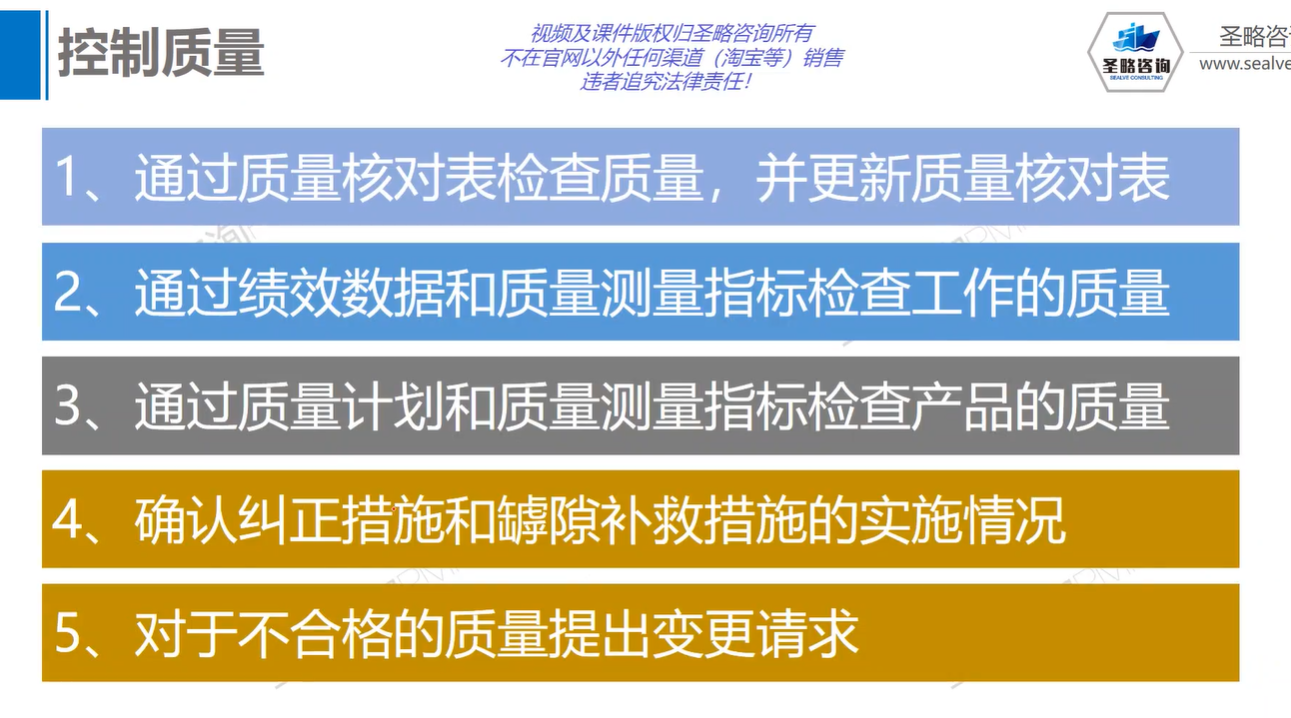 控制质量
视频及课件版权归圣略咨询所有
不在官网以外任何渠道（淘宝等）销售
违者追究法律责任！
圣略咨询
SEALVE CONSULTING
圣略咨
www.sealve
1、通过质量核对表检查质量，并更新质量核对表
2、通过绩效数据和质量测量指标检查工作的质量
3、通过质量计划和质量测量指标检查产品的质量
4、确认纠正措施和罅隙补救措施的实施情况
5、对于不合格的质量提出变更请求